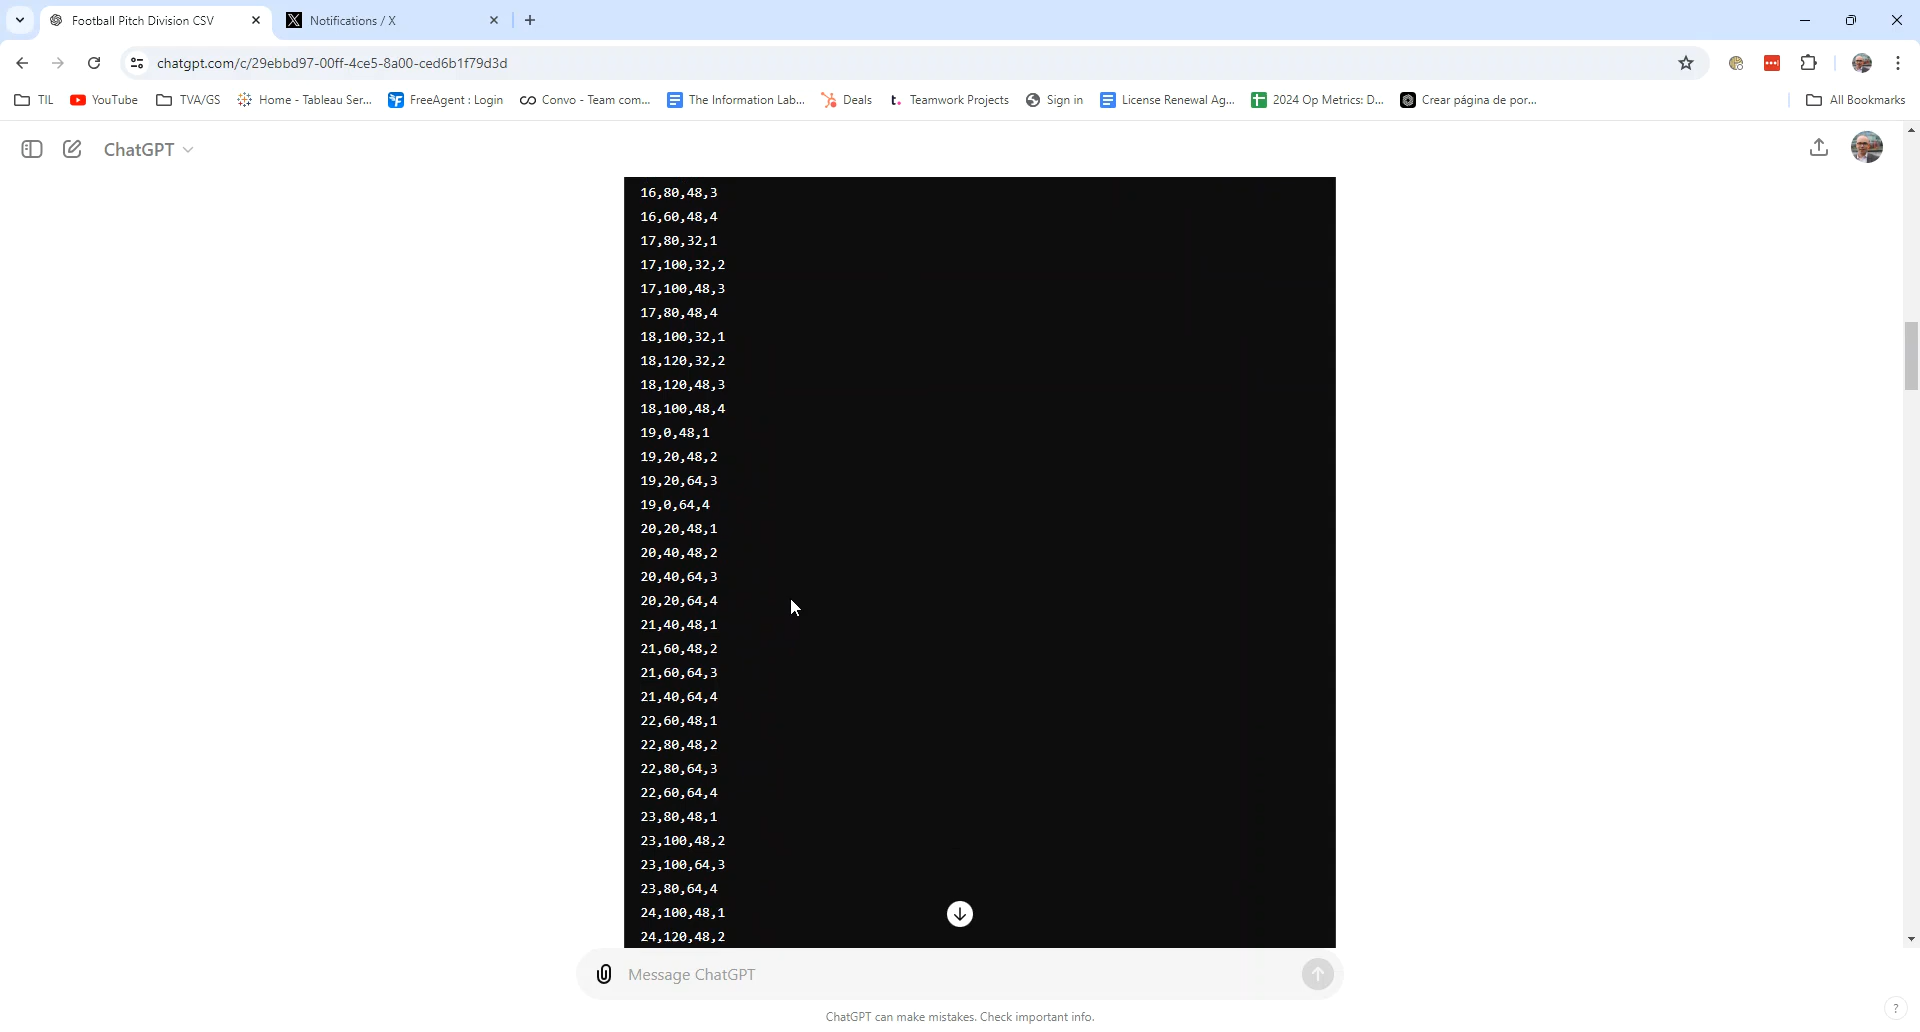 Football Pitch Division CSV
Notifications / X
chatgpt.com/c/29ebbd97-00ff-4ce5-8a00-ced6b1f79d3d
TIL
YouTube
TVA/GS
Home - Tableau Ser...
FreeAgent : Login
Convo - Team com...
The Information Lab...
Deals
Teamwork Projects
Sign in
License Renewal Ag...
2024 Op Metrics: D...
Crear página de por...
All Bookmarks
ChatGPT
16,80,48,3
16,60,48,4
17,80,32,1
17,100,32,2
17,100,48,3
17,80,48,4
18,100,32,1
18,120,32,2
18,120,48,3
18,100,48,4
19,0,48,1
19,20,48,2
19,20,64,3
19,0,64,4
20,20,48,1
20,40,48,2
20,40,64,3
20,20,64,4
21,40,48,1
21,60,48,2
21,60,64,3
21,40,64,4
22,60,48,1
22,80,48,2
22,80,64,3
22,60,64,4
23,80,48,1
23,100,48,2
23,100,64,3
23,80,64,4
24,100,48,1
24,120,48,2
Message ChatGPT
ChatGPT can make mistakes. Check important info.
?